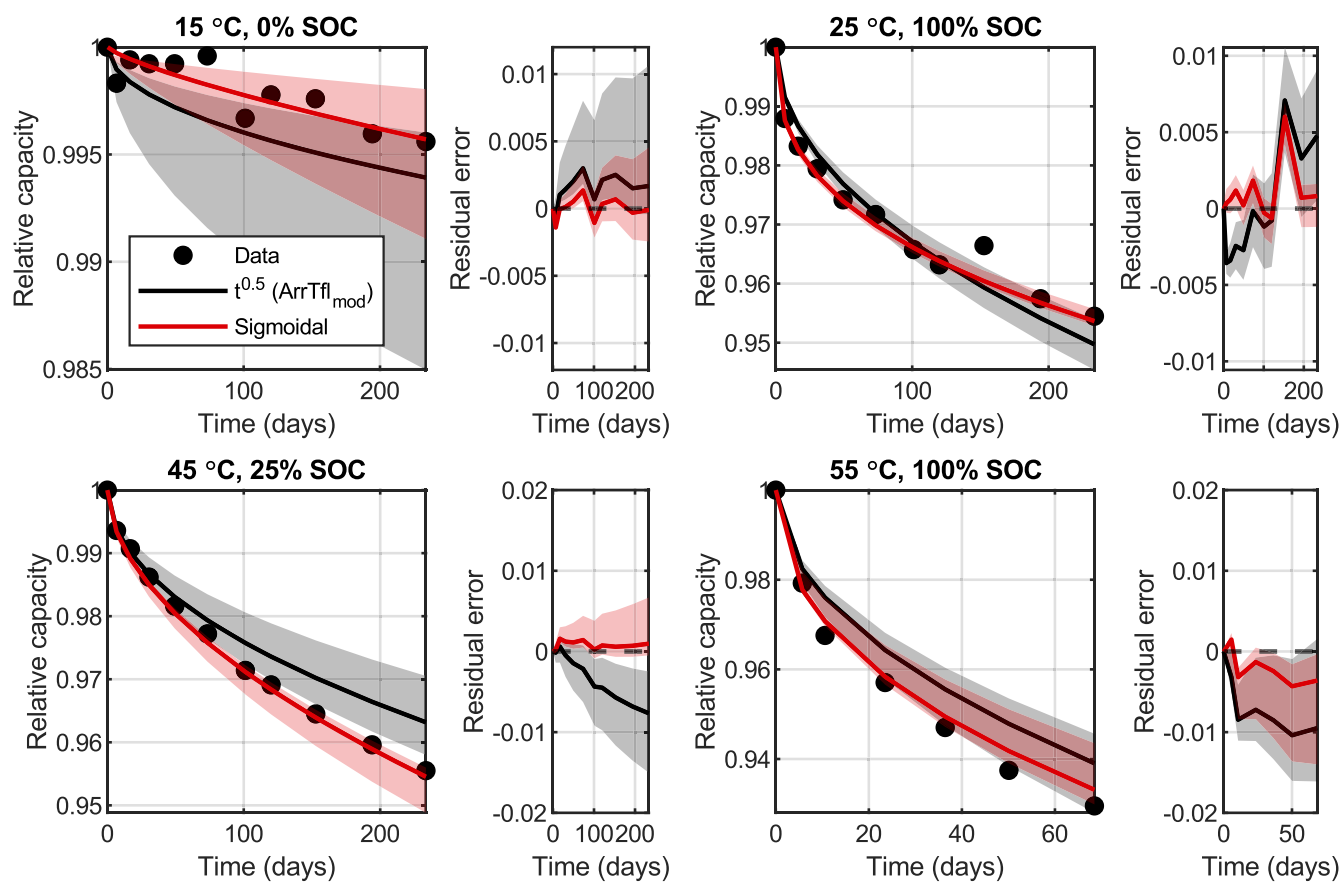 15 °C, 0% SOC
1
0.995
0.99
0.985
Relative capacity
0
100
200
Time (days)
Data
t^0.5 (ArrTfl_mod)
Sigmoidal
0.01
0.005
0
-0.005
-0.01
Residual error
0
100
200
Time (days)
25 °C, 100% SOC
1
0.99
0.98
0.97
0.96
0.95
Relative capacity
0
100
200
Time (days)
0.01
0.005
0
-0.005
-0.01
Residual error
0
100
200
Time (days)
45 °C, 25% SOC
1
0.99
0.98
0.97
0.96
0.95
Relative capacity
0
100
200
Time (days)
0.02
0.01
0
-0.01
-0.02
Residual error
0
100
200
Time (days)
55 °C, 100% SOC
1
0.98
0.96
0.94
Relative capacity
0
20
40
60
Time (days)
0.02
0.01
0
-0.01
-0.02
Residual error
0
50
Time (days)